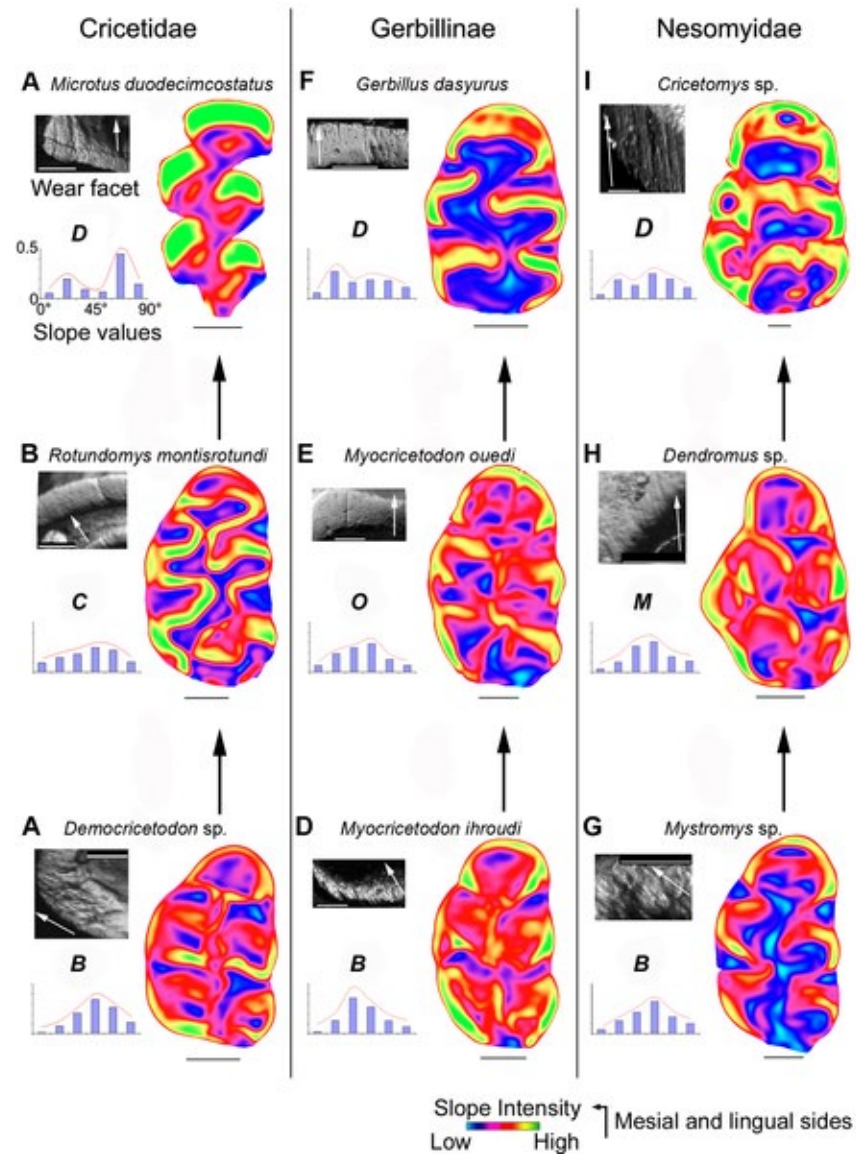 Cricetidae
Gerbillinae
Nesomyidae
A Microtus duodecimcostatus
Wear facet
D
0.5
0
0° 45° 90°
Slope values
F Gerbillus dasyurus
D
I Cricetomys sp.
D
B Rotundomys montisrotundi
C
E Myocricetodon ouedi
O
H Dendromus sp.
M
A Democricetodon sp.
B
D Myocricetodon ihroudi
B
G Mystromys sp.
B
Slope Intensity
Low High
Mesial and lingual sides